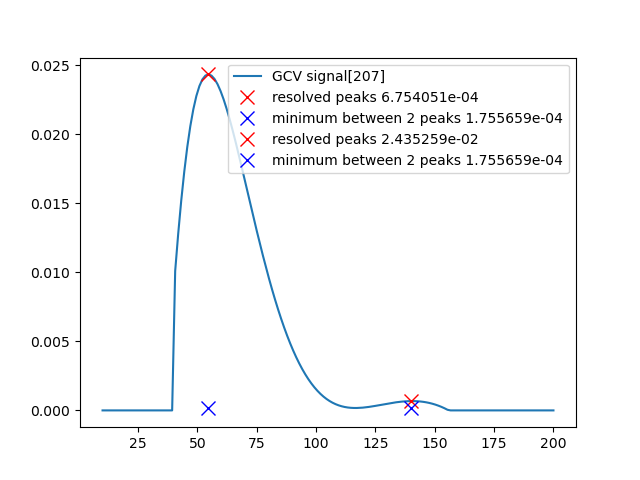 GCV signal[207]
resolved peaks 6.754051e-04
minimum between 2 peaks 1.755659e-04
resolved peaks 2.435259e-02
minimum between 2 peaks 1.755659e-04
0.025
0.020
0.015
0.010
0.005
0.000
25 50 75 100 125 150 175 200